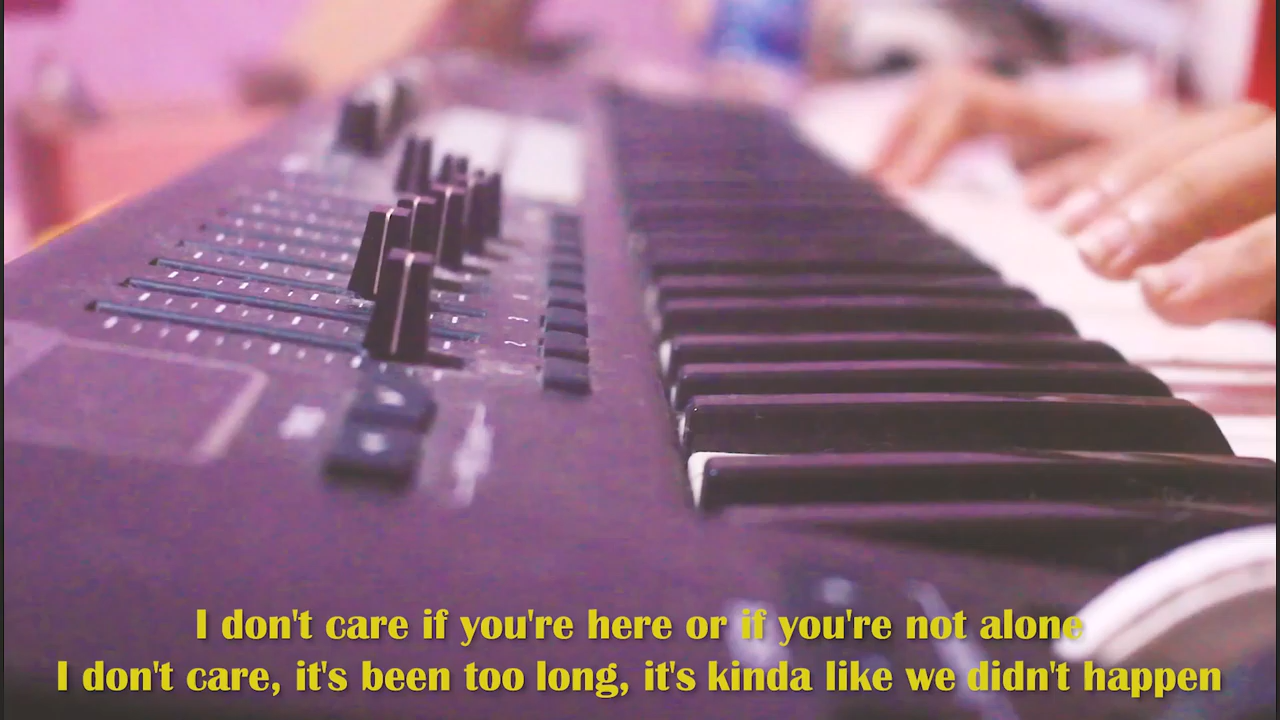 I don't care if you're here or if you're not alone
I don't care, it's been too long, it's kinda like we didn't happen